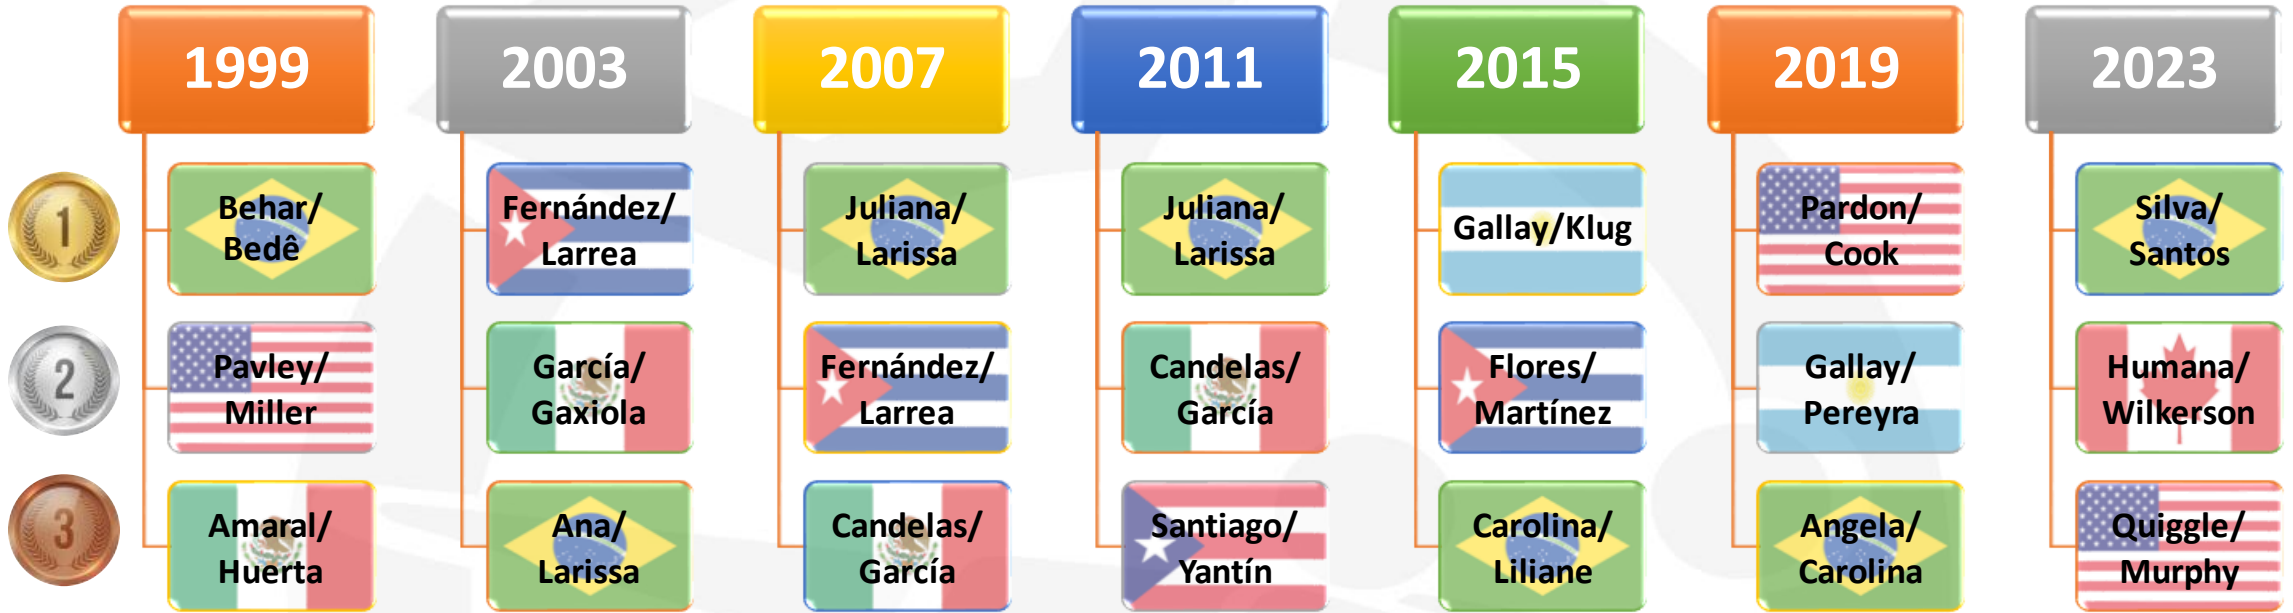 1999
2003
2007
2011
2015
2019
2023
1
Behar/
Bedê
Fernández/
Larrea
Juliana/
Larissa
Juliana/
Larissa
Gallay/Klug
Pardon/
Cook
Silva/
Santos
2
Pavley/
Miller
García/
Gaxiola
Fernández/
Larrea
Candelas/
García
Flores/
Martínez
Gallay/
Pereyra
Humana/
Wilkerson
3
Amaral/
Huerta
Ana/
Larissa
Candelas/
García
Santiago/
Yantín
Carolina/
Liliane
Angela/
Carolina
Quiggle/
Murphy